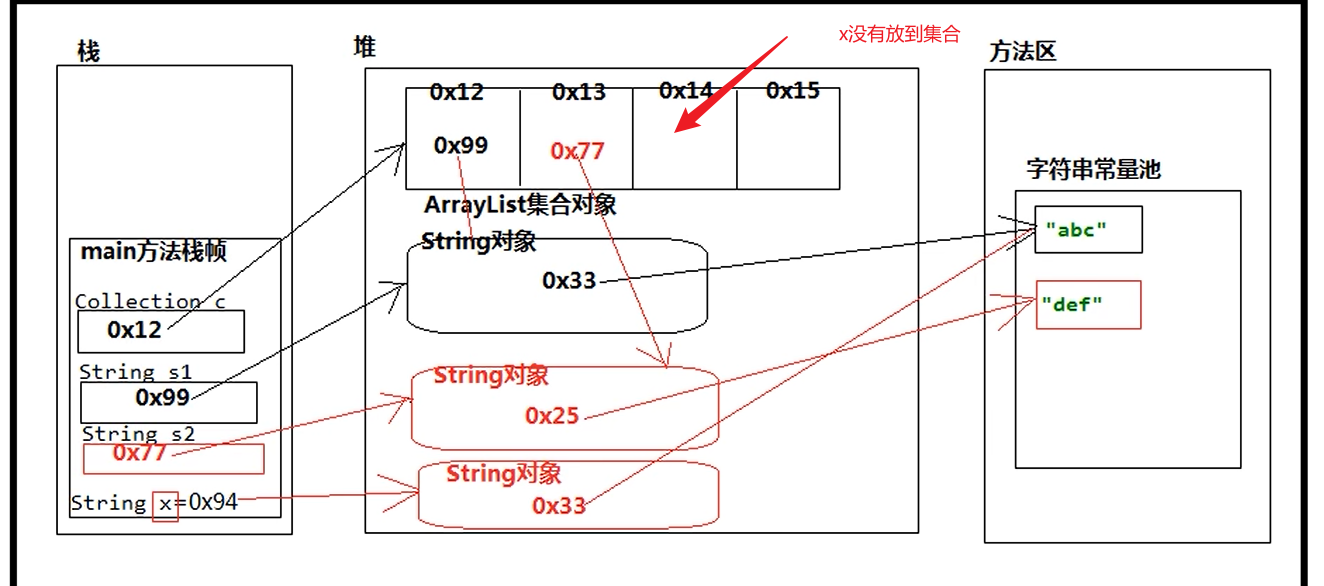 栈
堆
x没有放到集合
方法区
0x12 0x13 0x14 0x15
0x99 0x77
ArrayList集合对象
字符串常量池
"abc"
"def"
main方法栈帧
Collection c
0x12
String s1
0x99
String s2
0x77
String x=0x94
String对象
0x33
String对象
0x25
String对象
0x33